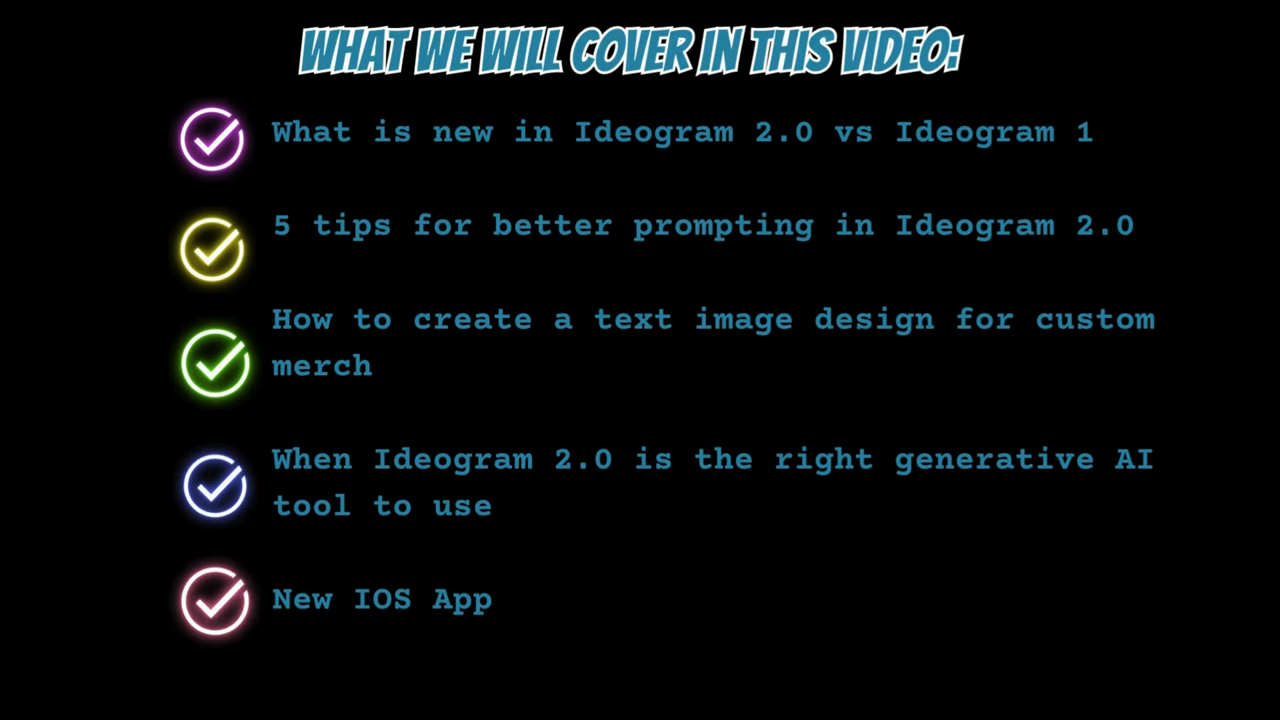 WHAT WE WILL COVER IN THIS VIDEO:
What is new in Ideogram 2.0 vs Ideogram 1
5 tips for better prompting in Ideogram 2.0
How to create a text image design for custom
merch
When Ideogram 2.0 is the right generative AI
tool to use
New IOS App